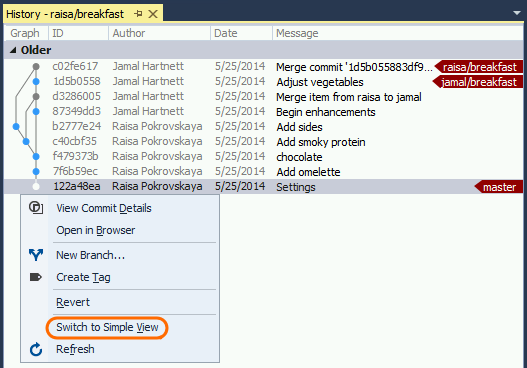 History - raisa/breakfast
Graph ID Author Date Message
Older
c02fe617 Jamal Hartnett 5/25/2014 Merge commit '1d5b055883df9... raisa/breakfast
1d5b0558 Jamal Hartnett 5/25/2014 Adjust vegetables jamal/breakfast
d3286005 Jamal Hartnett 5/25/2014 Merge item from raisa to jamal
87349dd3 Jamal Hartnett 5/25/2014 Begin enhancements
b2777e24 Raisa Pokrovskaya 5/25/2014 Add sides
c40cbf35 Raisa Pokrovskaya 5/25/2014 Add smoky protein
f479373b Raisa Pokrovskaya 5/25/2014 chocolate
7f6b59ec Raisa Pokrovskaya 5/25/2014 Add omelette
122a48ea Raisa Pokrovskaya 5/25/2014 Settings master
View Commit Details
Open in Browser
New Branch...
Create Tag
Revert
Switch to Simple View
Refresh